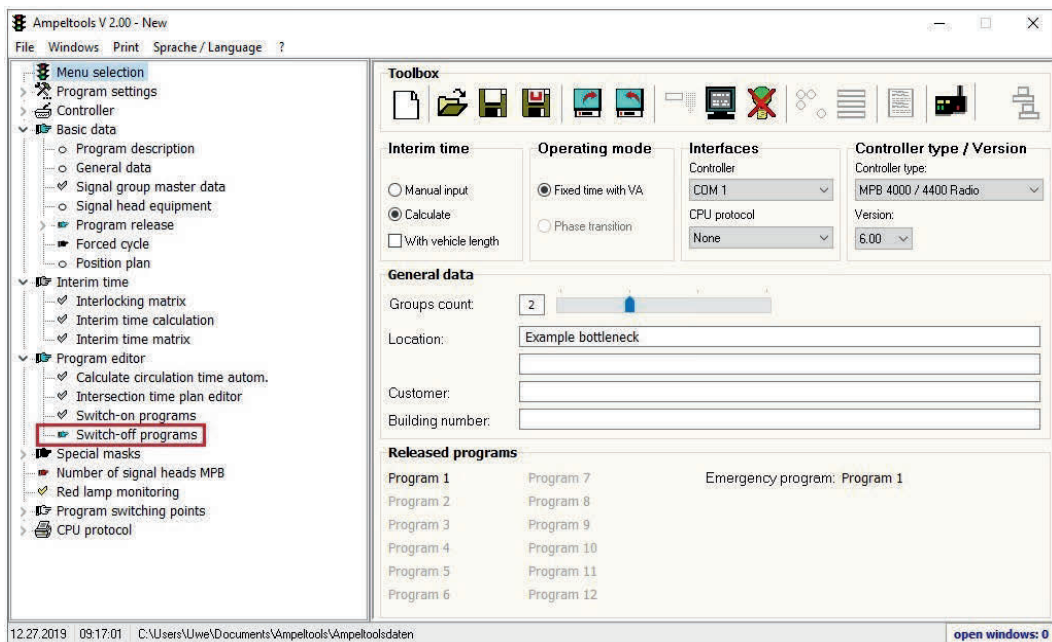 Ampeltools V 2.00 - New
File Windows Print Sprache / Language ?
Menu selection
Program settings
Controller
Basic data
Program description
General data
Signal group master data
Signal head equipment
Program release
Forced cycle
Position plan
Interim time
Interlocking matrix
Interim time calculation
Interim time matrix
Program editor
Calculate circulation time autom.
Intersection time plan editor
Switch-on programs
Switch-off programs
Special masks
Number of signal heads MPB
Red lamp monitoring
Program switching points
CPU protocol
Toolbox
Interim time
Manual input
Calculate
With vehicle length
Operating mode
Fixed time with VA
Phase transition
Interfaces
Controller
COM 1
CPU protocol
None
Controller type / Version
Controller type:
MPB 4000 / 4400 Radio
Version:
6.00
General data
Groups count: 2
Location: Example bottleneck
Customer:
Building number:
Released programs
Program 1 Program 7 Emergency program: Program 1
Program 2 Program 8
Program 3 Program 9
Program 4 Program 10
Program 5 Program 11
Program 6 Program 12
12.27.2019 09:17:01 C:\Users\Uwe\Documents\Ampeltools\Ampeltoolsdaten open windows: 0